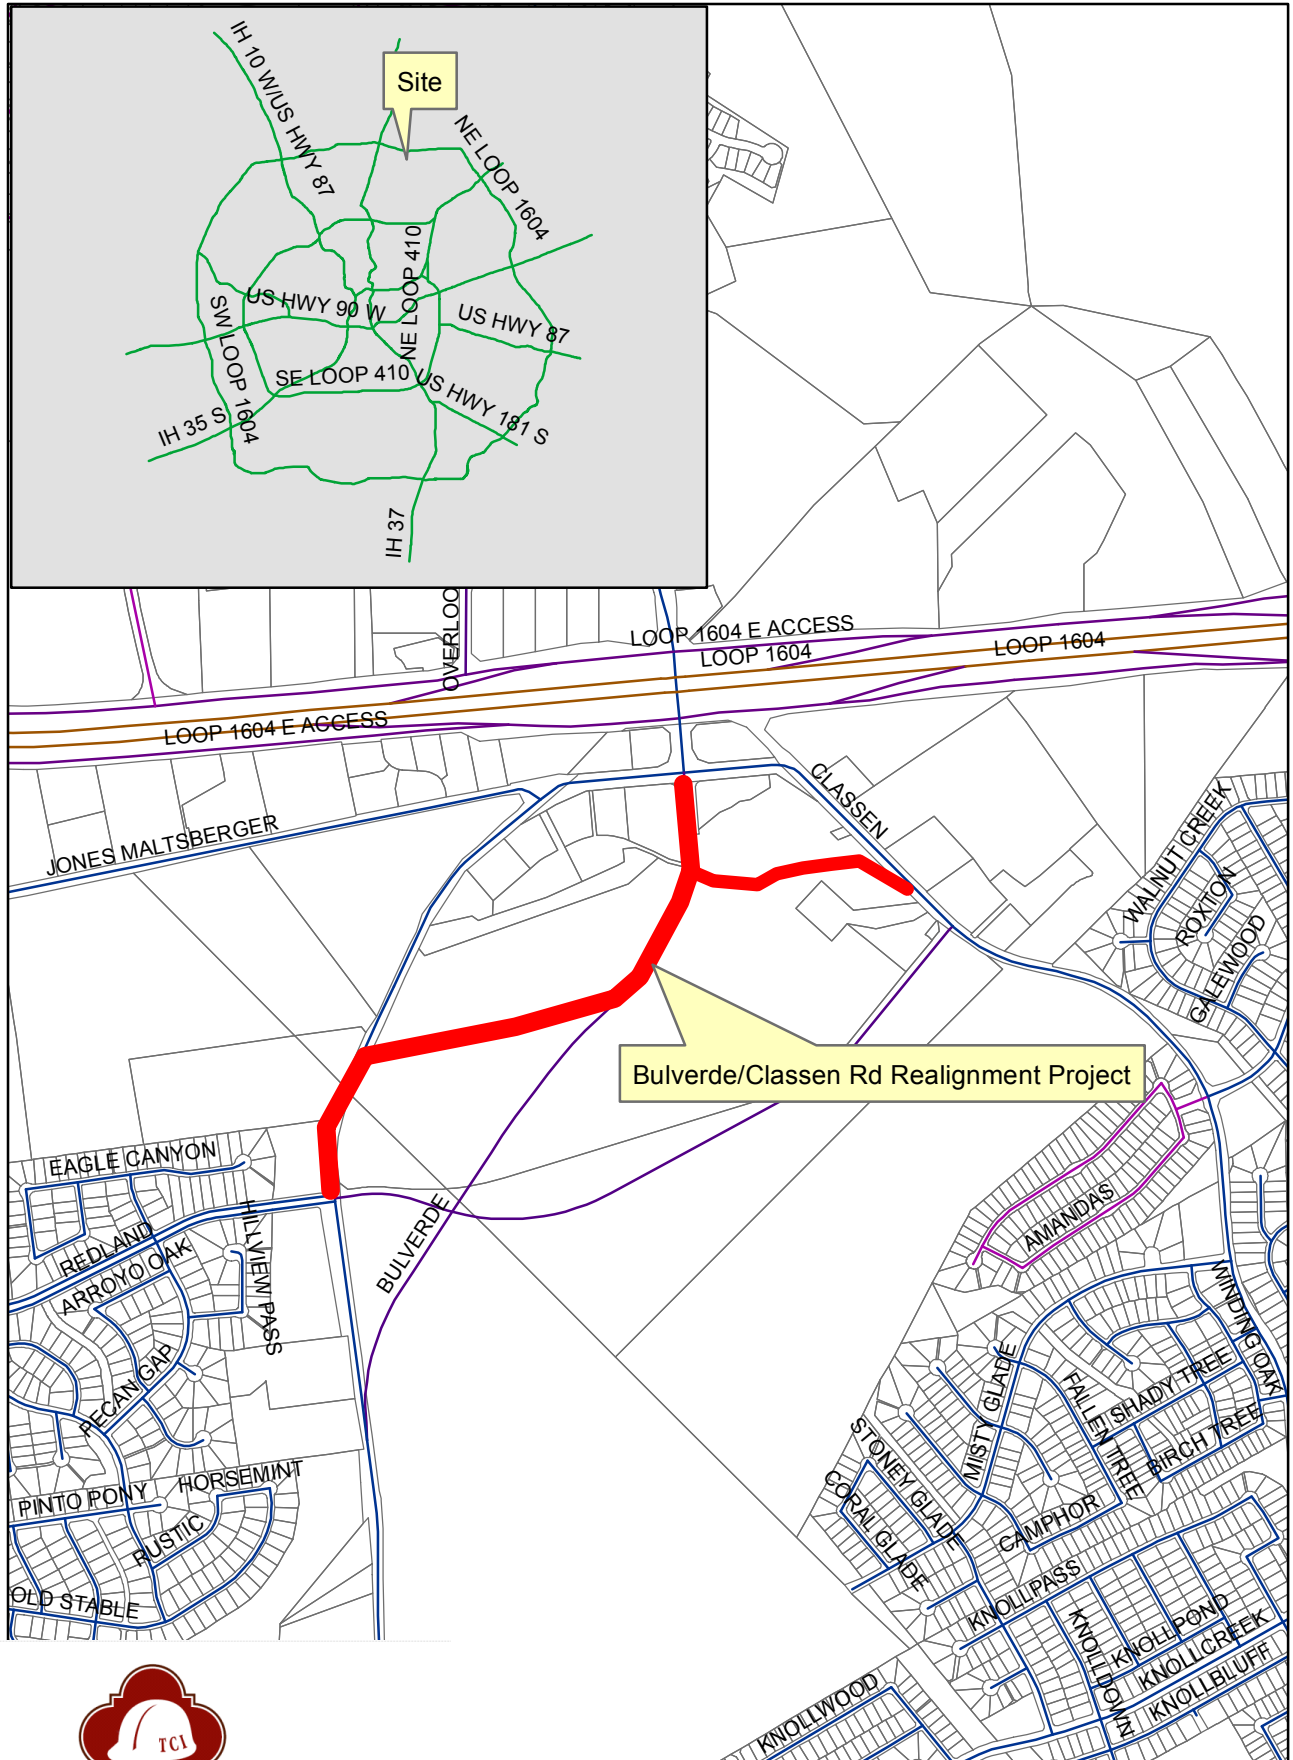 IH 10 W/US HWY 87
Site
NE LOOP 1604
NE LOOP 410
US HWY 90 W
US HWY 87
SW LOOP 1604
SE LOOP 410
US HWY 181 S
IH 35 S
IH 37
OVERLOO
LOOP 1604 E ACCESS
LOOP 1604
LOOP 1604
LOOP 1604 E ACCESS
CLASSEN
JONES MALTSBERGER
WALNUT CREEK
ROXTON
GALEWOOD
Bulverde/Classen Rd Realignment Project
EAGLE CANYON
REDLAND
ARROYO OAK
HILLVIEW PASS
BULVERDE
AMANDAS
WINDING OAK
PECAN GAP
MISTY GLADE
FALLEN TREE
SHADY TREE
BIRCH TREE
STONEY GLADE
CORAL GLADE
PINTO PONY
HORSEMINT
RUSTIC
CAMPHOR
OLD STABLE
KNOLLPASS
KNOLLPOND
KNOLLCREEK
KNOLLDOWN
KNOLLBLUFF
KNOLLWOOD
TCI